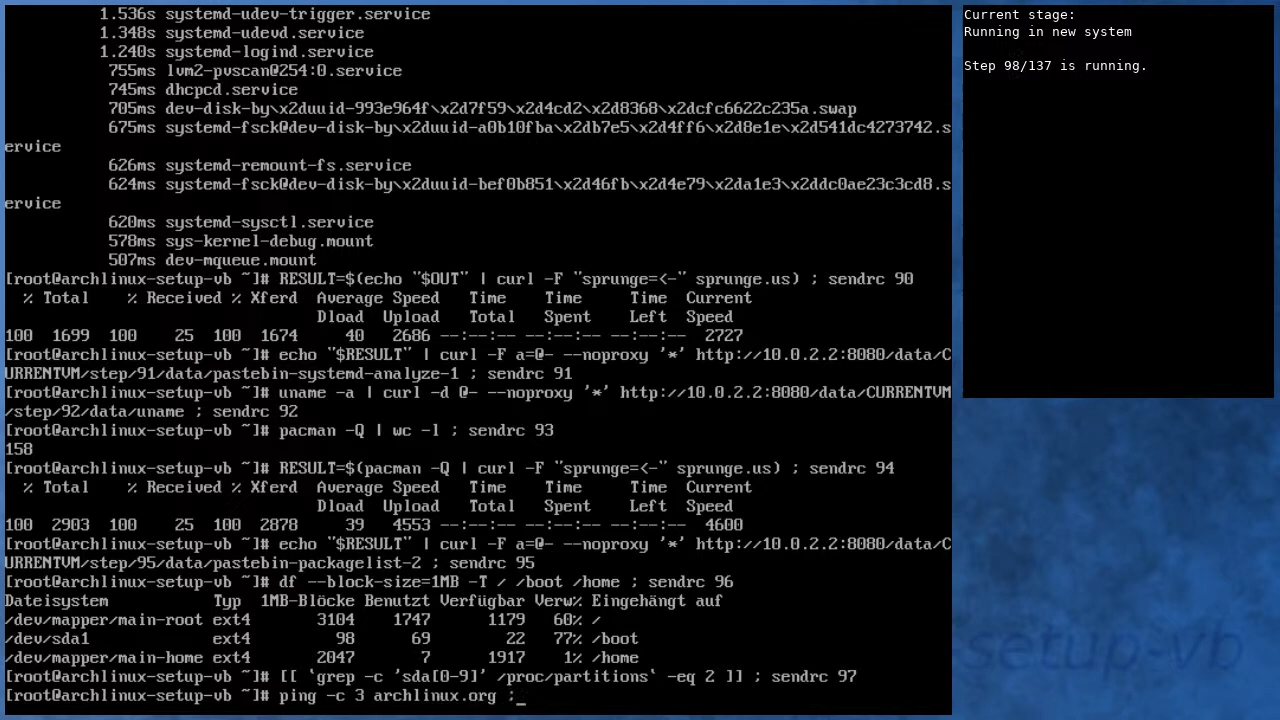 1.536s systemd-udev-trigger.service
1.348s systemd-udevd.service
1.240s systemd-logind.service
755ms lvm2-pvscan@254:0.service
745ms dhcpcd.service
705ms dev-disk-by\x2duuid-993e964f\x2d7f59\x2d4cd2\x2d8368\x2dcfc6622c235a.swap
675ms systemd-fsck@dev-disk-by\x2duuid-a0b10fba\x2db7e5\x2d4ff6\x2d8e1e\x2d541dc4273742.s
ervice
626ms systemd-remount-fs.service
624ms systemd-fsck@dev-disk-by\x2duuid-bef0b851\x2d46fb\x2d4e79\x2da1e3\x2ddc0ae23c3cd8.s
ervice
620ms systemd-sysctl.service
578ms sys-kernel-debug.mount
507ms dev-mqueue.mount
[root@archlinux-setup-vb ~]# RESULT=$(echo "$OUT" | curl -F "sprunge=<-" sprunge.us) ; sendrc 90
% Total % Received % Xferd Average Speed Time Time Time Current
Dload Upload Total Spent Left Speed
100 1699 100 25 100 1674 40 2686 --:--:-- --:--:-- --:--:-- 2727
[root@archlinux-setup-vb ~]# echo "$RESULT" | curl -F a=@- --noproxy '*' http://10.0.2.2:8080/data/C
URRENTVM/step/91/data/pastebin-systemd-analyze-1 ; sendrc 91
[root@archlinux-setup-vb ~]# uname -a | curl -d @- --noproxy '*' http://10.0.2.2:8080/data/CURRENTVM
/step/92/data/uname ; sendrc 92
[root@archlinux-setup-vb ~]# pacman -Q | wc -l ; sendrc 93
158
[root@archlinux-setup-vb ~]# RESULT=$(pacman -Q | curl -F "sprunge=<-" sprunge.us) ; sendrc 94
% Total % Received % Xferd Average Speed Time Time Time Current
Dload Upload Total Spent Left Speed
100 2903 100 25 100 2878 39 4553 --:--:-- --:--:-- --:--:-- 4600
[root@archlinux-setup-vb ~]# echo "$RESULT" | curl -F a=@- --noproxy '*' http://10.0.2.2:8080/data/C
URRENTVM/step/95/data/pastebin-packagelist-2 ; sendrc 95
[root@archlinux-setup-vb ~]# df --block-size=1MB -T / /boot /home ; sendrc 96
Dateisystem Typ 1MB-Blöcke Benutzt Verfügbar Verw% Eingehängt auf
/dev/mapper/main-root ext4 3104 1747 1179 60% /
/dev/sda1 ext4 98 69 22 77% /boot
/dev/mapper/main-home ext4 2047 7 1917 1% /home
[root@archlinux-setup-vb ~]# [[ `grep -c 'sda[0-9]' /proc/partitions` -eq 2 ]] ; sendrc 97
[root@archlinux-setup-vb ~]# ping -c 3 archlinux.org ;_
Current stage:
Running in new system
Step 98/137 is running.
setup-vb